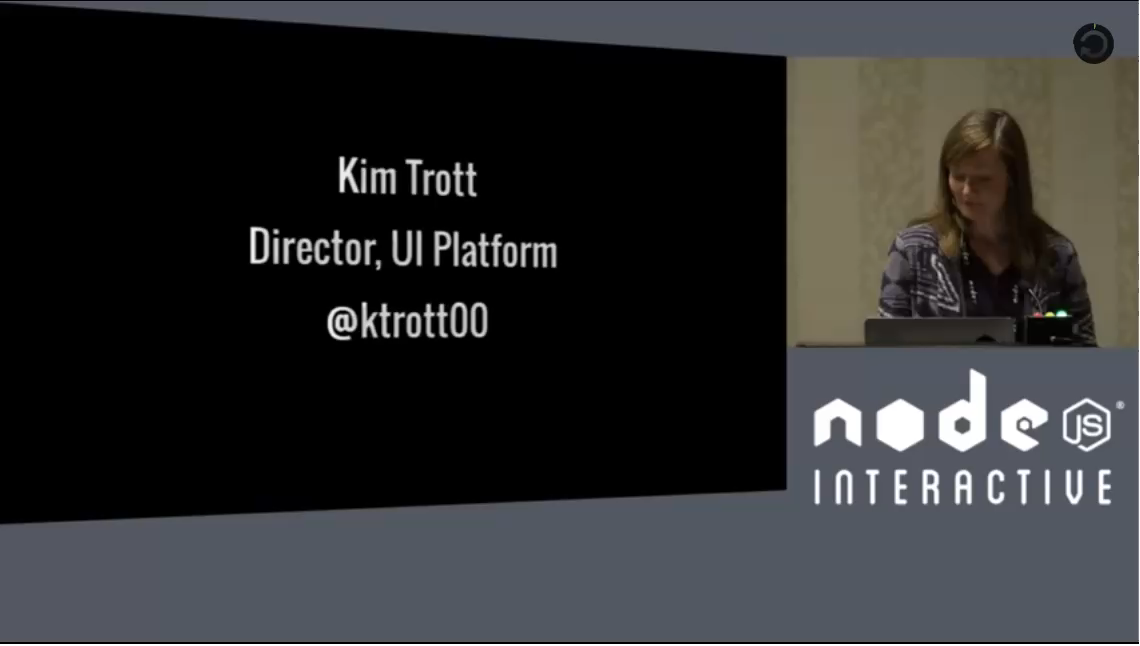 Kim Trott
Director, UI Platform
@ktrott00
node JS ®
INTERACTIVE